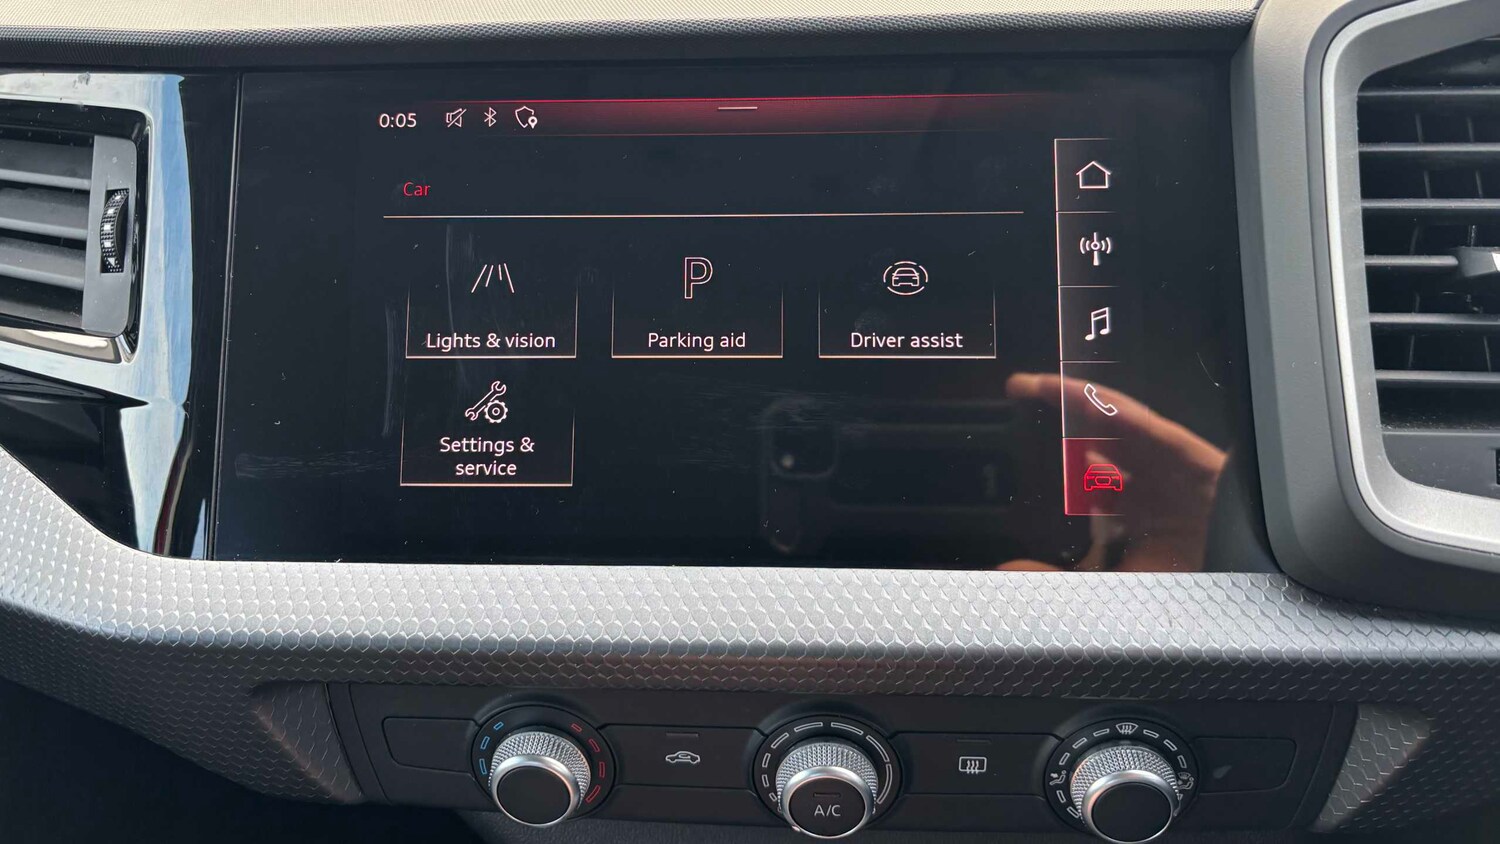 0:05
Car
Lights & vision
Parking aid
Driver assist
Settings &
service
A/C